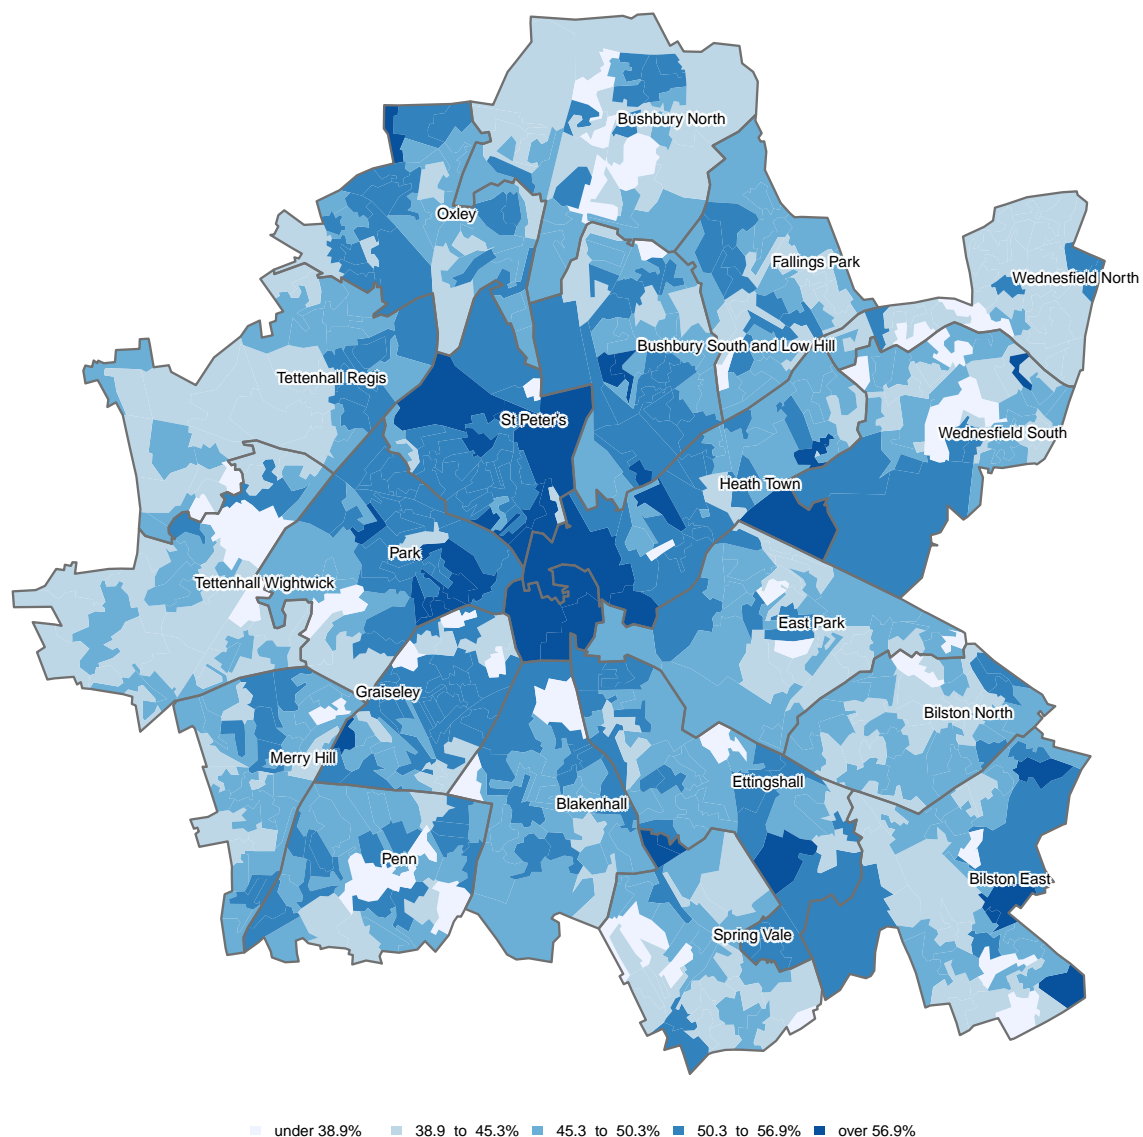 Bushbury North
Oxley
Fallings Park
Wednesfield North
Bushbury South and Low Hill
Tettenhall Regis
St Peter's
Wednesfield South
Heath Town
Park
Tettenhall Wightwick
East Park
Graiseley
Bilston North
Merry Hill
Ettingshall
Blakenhall
Penn
Bilston East
Spring Vale
under 38.9% 38.9 to 45.3% 45.3 to 50.3% 50.3 to 56.9% over 56.9%